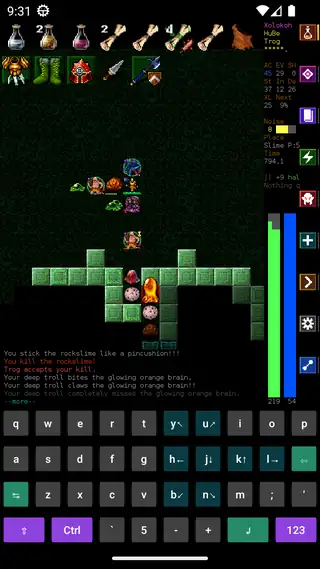 9:31
2
2
4
Xolokoh
HuBe
Trog
*****.
AC EV SH
45 29 0
St In De
37 12 26
XL Next
25 9%
Noise
8
Place
Slime P:5
Time
794.1
|| +9 hal
Nothing q
You stick the rockslime like a pincushion!!!
You kill the rockslime!
Trog accepts your kill.
Your deep troll bites the glowing orange brain.
Your deep troll claws the glowing orange brain!!
Your deep troll completely misses the glowing orange brain.
--more--
219 54
q w e r t y↖ u↗ i o p
a s d f g h← j↓ k↑ l→ ←
⇆ z x c v b↙ n↘ m ; '
⇧ Ctrl ` 5 - + ↲ 123